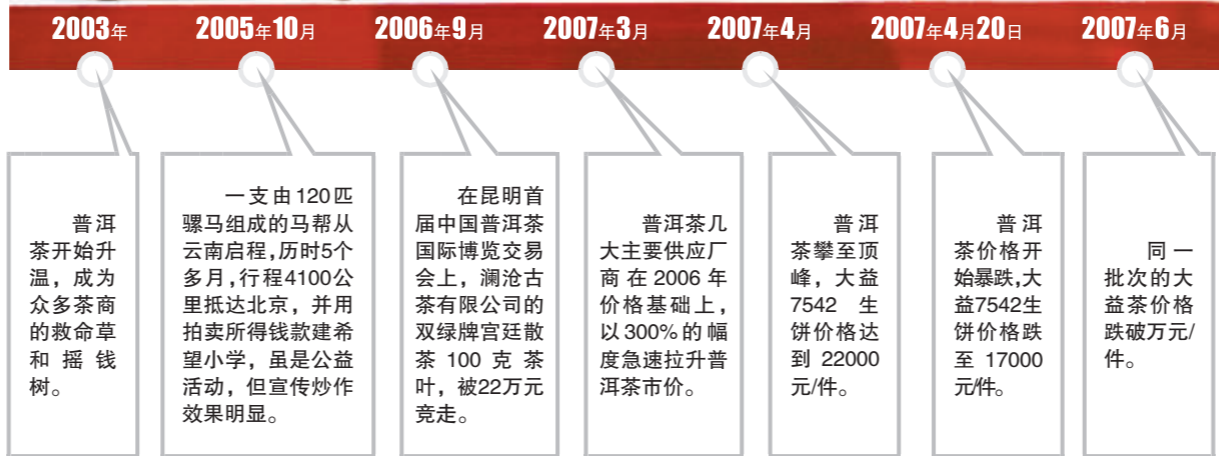 2003年
2005年10月
2006年9月
2007年3月
2007年4月
2007年4月20日
2007年6月
普洱
茶开始升
温，成为
众多茶商
的救命草
和摇钱
树。
一支由120匹
骡马组成的马帮从
云南启程,历时5个
多月,行程4100公
里抵达北京，并用
拍卖所得钱款建希
望小学，虽是公益
活动，但宣传炒作
效果明显。
在昆明首
届中国普洱茶
国际博览交易
会上，澜沧古
茶有限公司的
双绿牌宫廷散
茶100克茶
叶，被22万元
竞走。
普洱茶几
大主要供应厂
商在2006年
价格基础上，
以300%的幅
度急速拉升普
洱茶市价。
普洱
茶攀至顶
峰，大益
7542生
饼价格达
到22000
元/件。
普洱
茶价格开
始暴跌,大
益7542生
饼价格跌
至17000
元/件。
同一
批次的大
益茶价格
跌破万元/
件。